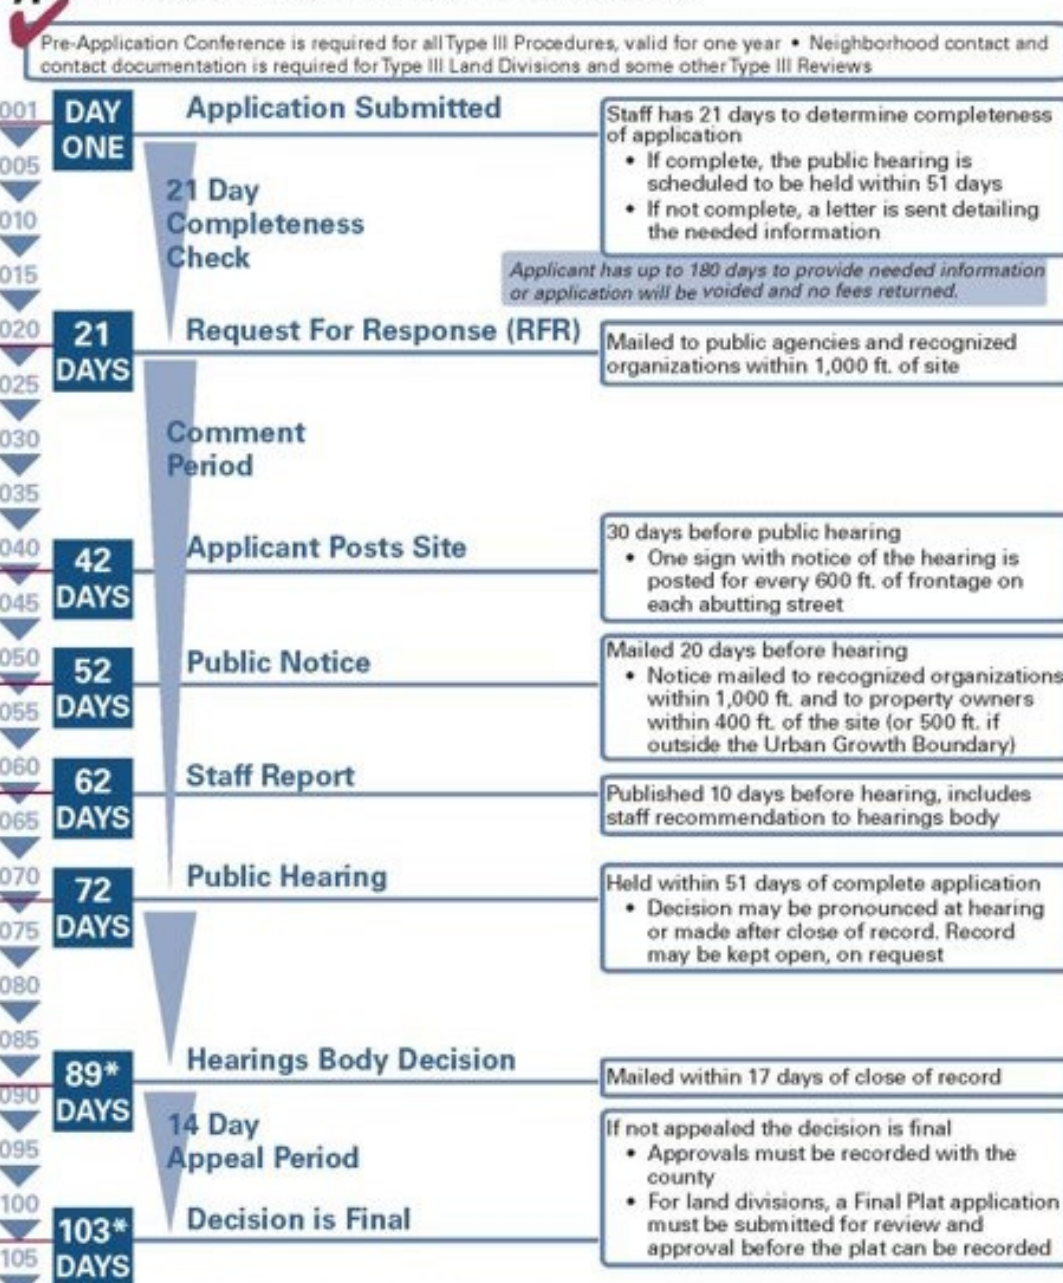 Pre-Application Conference is required for all Type III Procedures, valid for one year • Neighborhood contact and
contact documentation is required for Type III Land Divisions and some other Type III Reviews
001
DAY
ONE
Application Submitted
Staff has 21 days to determine completeness
of application
• If complete, the public hearing is
scheduled to be held within 51 days
• If not complete, a letter is sent detailing
the needed information
005
21 Day
Completeness
Check
010
015
Applicant has up to 180 days to provide needed information
or application will be voided and no fees returned.
020
21
DAYS
Request For Response (RFR)
Mailed to public agencies and recognized
organizations within 1,000 ft. of site
025
030
Comment
Period
035
040
42
DAYS
Applicant Posts Site
30 days before public hearing
• One sign with notice of the hearing is
posted for every 600 ft. of frontage on
each abutting street
045
050
52
DAYS
Public Notice
Mailed 20 days before hearing
• Notice mailed to recognized organizations
within 1,000 ft. and to property owners
within 400 ft. of the site (or 500 ft. if
outside the Urban Growth Boundary)
055
060
62
DAYS
Staff Report
Published 10 days before hearing, includes
staff recommendation to hearings body
065
070
72
DAYS
Public Hearing
Held within 51 days of complete application
• Decision may be pronounced at hearing
or made after close of record. Record
may be kept open, on request
075
080
085
89*
DAYS
Hearings Body Decision
Mailed within 17 days of close of record
090
14 Day
Appeal Period
095
If not appealed the decision is final
• Approvals must be recorded with the
county
• For land divisions, a Final Plat application
must be submitted for review and
approval before the plat can be recorded
100
103*
DAYS
Decision is Final
105